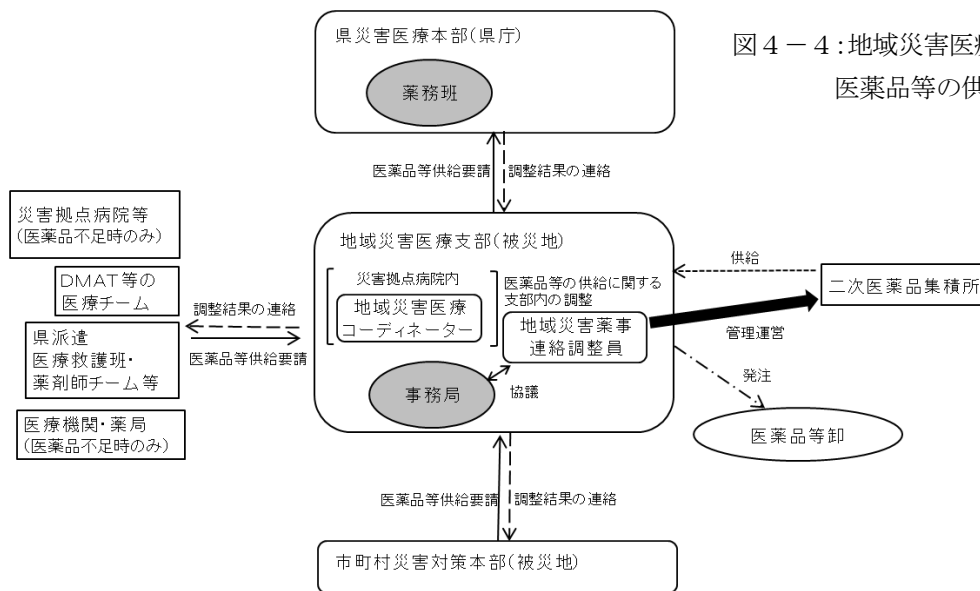 県災害医療本部(県庁)
薬務班
図4－4:地域災害医
医薬品等の供
医薬品等供給要請
調整結果の連絡
災害拠点病院等
(医薬品不足時のみ)
DMAT等の
医療チーム
県派遣
医療救護班・
薬剤師チーム等
医療機関・薬局
(医薬品不足時のみ)
調整結果の連絡
医薬品等供給要請
地域災害医療支部(被災地)
災害拠点病院内
地域災害医療
コーディネーター
医薬品等の供給に関する
支部内の調整
地域災害薬事
連絡調整員
事務局
協議
供給
二次医薬品集積所
管理運営
発注
医薬品等卸
医薬品等供給要請
調整結果の連絡
市町村災害対策本部(被災地)